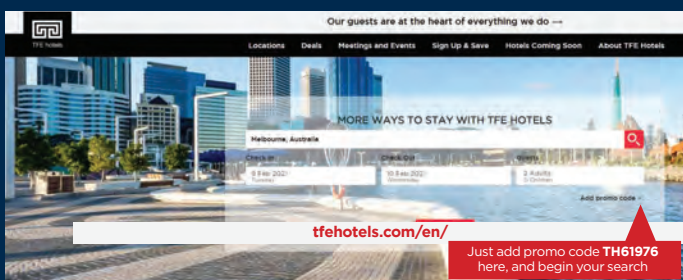 Our guests are at the heart of everything we do →
TFE hotels
Locations Deals Meetings and Events Sign Up & Save Hotels Coming Soon About TFE Hotels
MORE WAYS TO STAY WITH TFE HOTELS
Melbourne, Australia
Check In Check Out Guests
2021 2 Adults
Tuesday
Add promo code
tfehotels.com/en/
Just add promo code TH61976
here, and begin your search